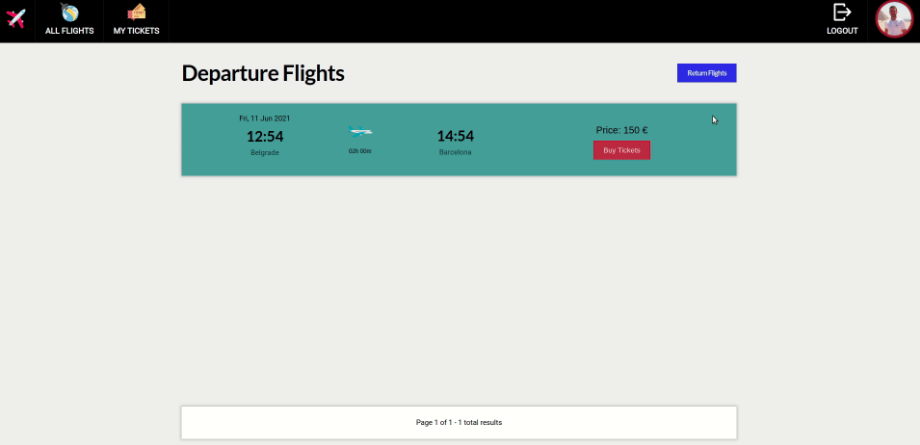 ALL FLIGHTS
MY TICKETS
LOGOUT
Departure Flights
Return Flights
Fri, 11 Jun 2021
12:54
Belgrade
02h 00m
14:54
Barcelona
Price: 150 €
Buy Tickets
Page 1 of 1 - 1 total results